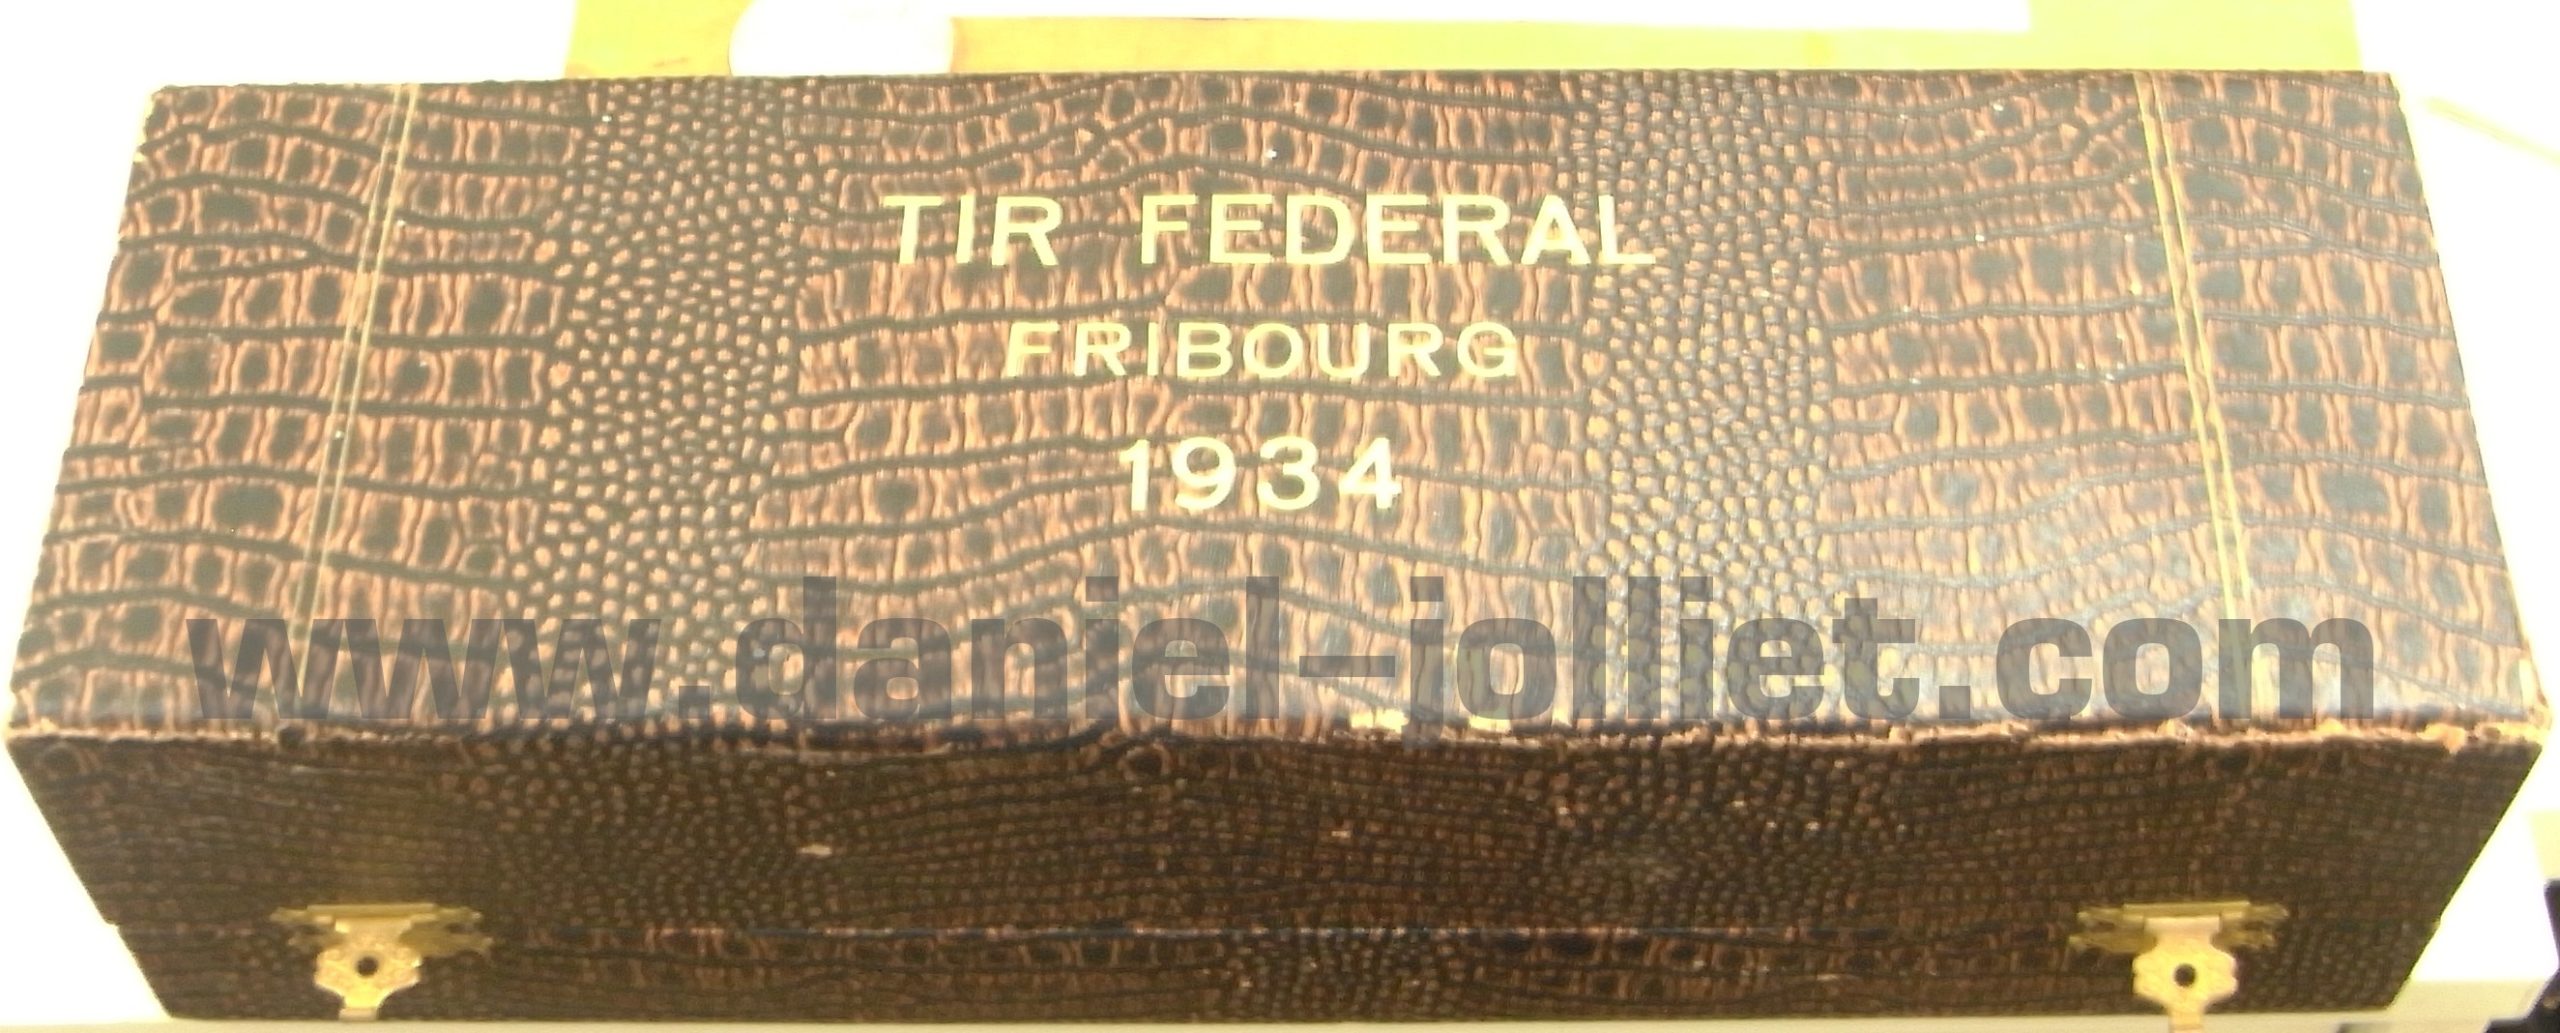 TIR FEDERAL
FRIBOURG
1934
www.daniel-jolliet.com